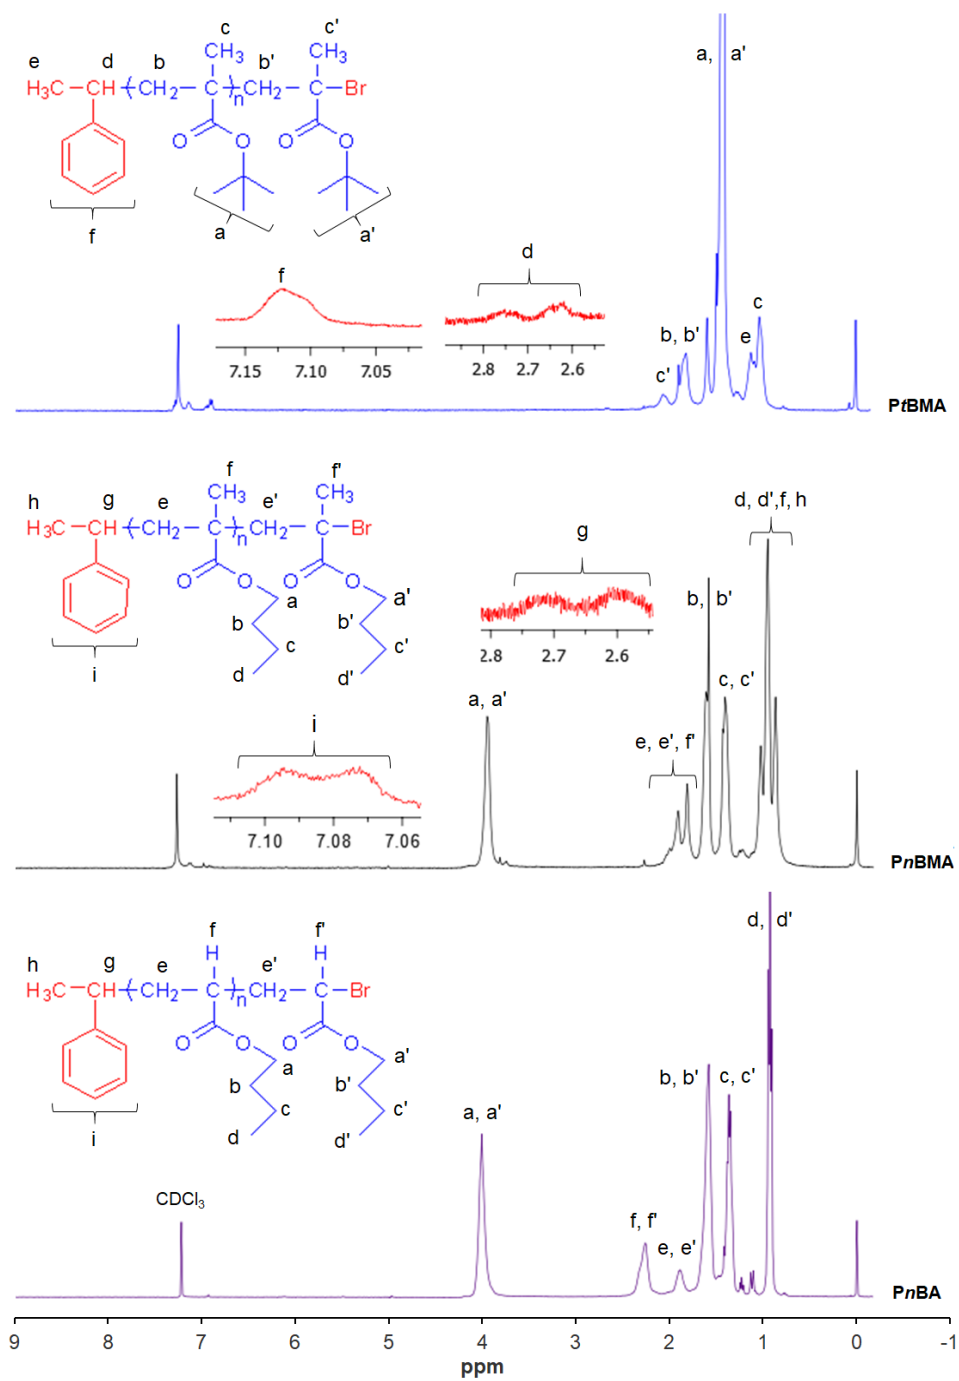 c c'
CH₃ CH₃ a, a'
e d b b'
H₃C CH CH₂ C n CH₂ C Br
O O O O
f a a'
f d
7.15 7.10 7.05
2.8 2.7 2.6
c' b, b' e c
PtBMA
f f'
CH₃ CH₃
h g e e'
H₃C CH CH₂ C n CH₂ C Br
O O O O
a a'
b b'
c c'
d d'
i
g
2.8 2.7 2.6
d, d',f, h
b, b'
c, c'
a, a'
e, e', f'
i
7.10 7.08 7.06
PnBMA
f f'
H H
h g e e'
H₃C CH CH₂ C n CH₂ C Br
O O O O
a a'
b b'
c c'
d d'
i
d, d'
b, b' c, c'
a, a'
CDCl₃
f, f'
e, e'
PnBA
9 8 7 6 5 4 3 2 1 0 -1
ppm